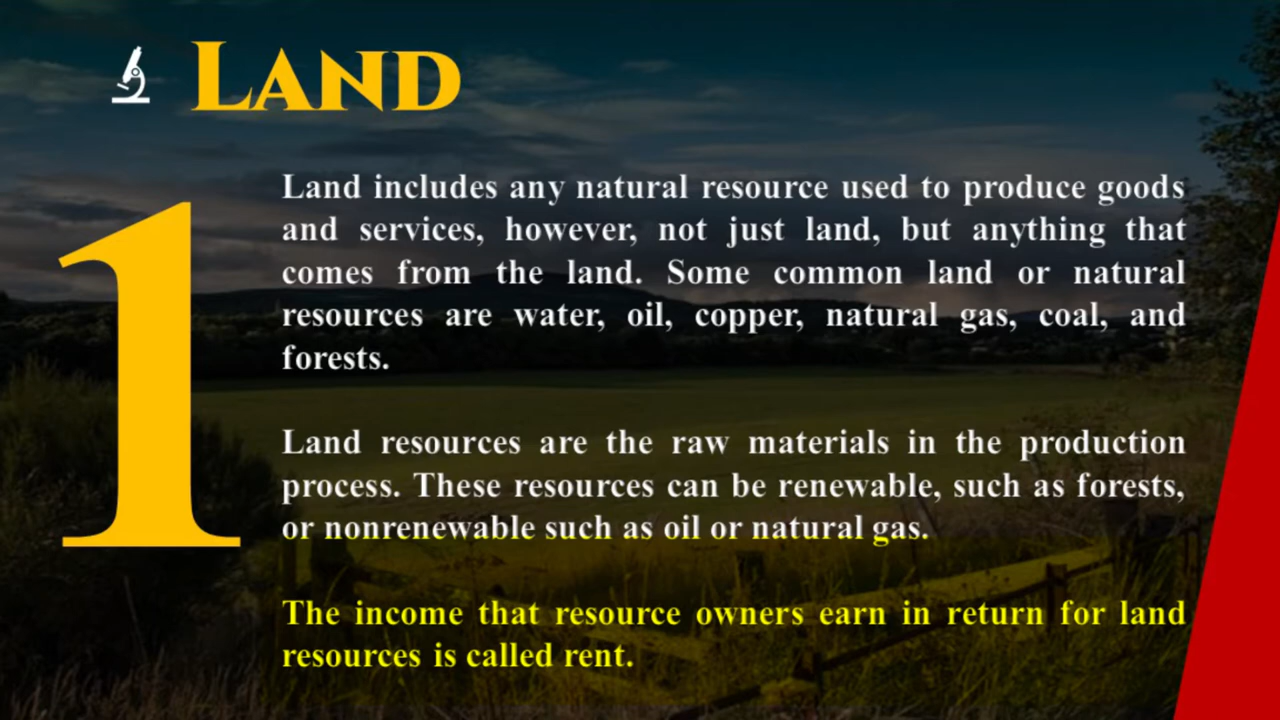 LAND
1
Land includes any natural resource used to produce goods
and services, however, not just land, but anything that
comes from the land. Some common land or natural
resources are water, oil, copper, natural gas, coal, and
forests.
Land resources are the raw materials in the production
process. These resources can be renewable, such as forests,
or nonrenewable such as oil or natural gas.
The income that resource owners earn in return for land
resources is called rent.